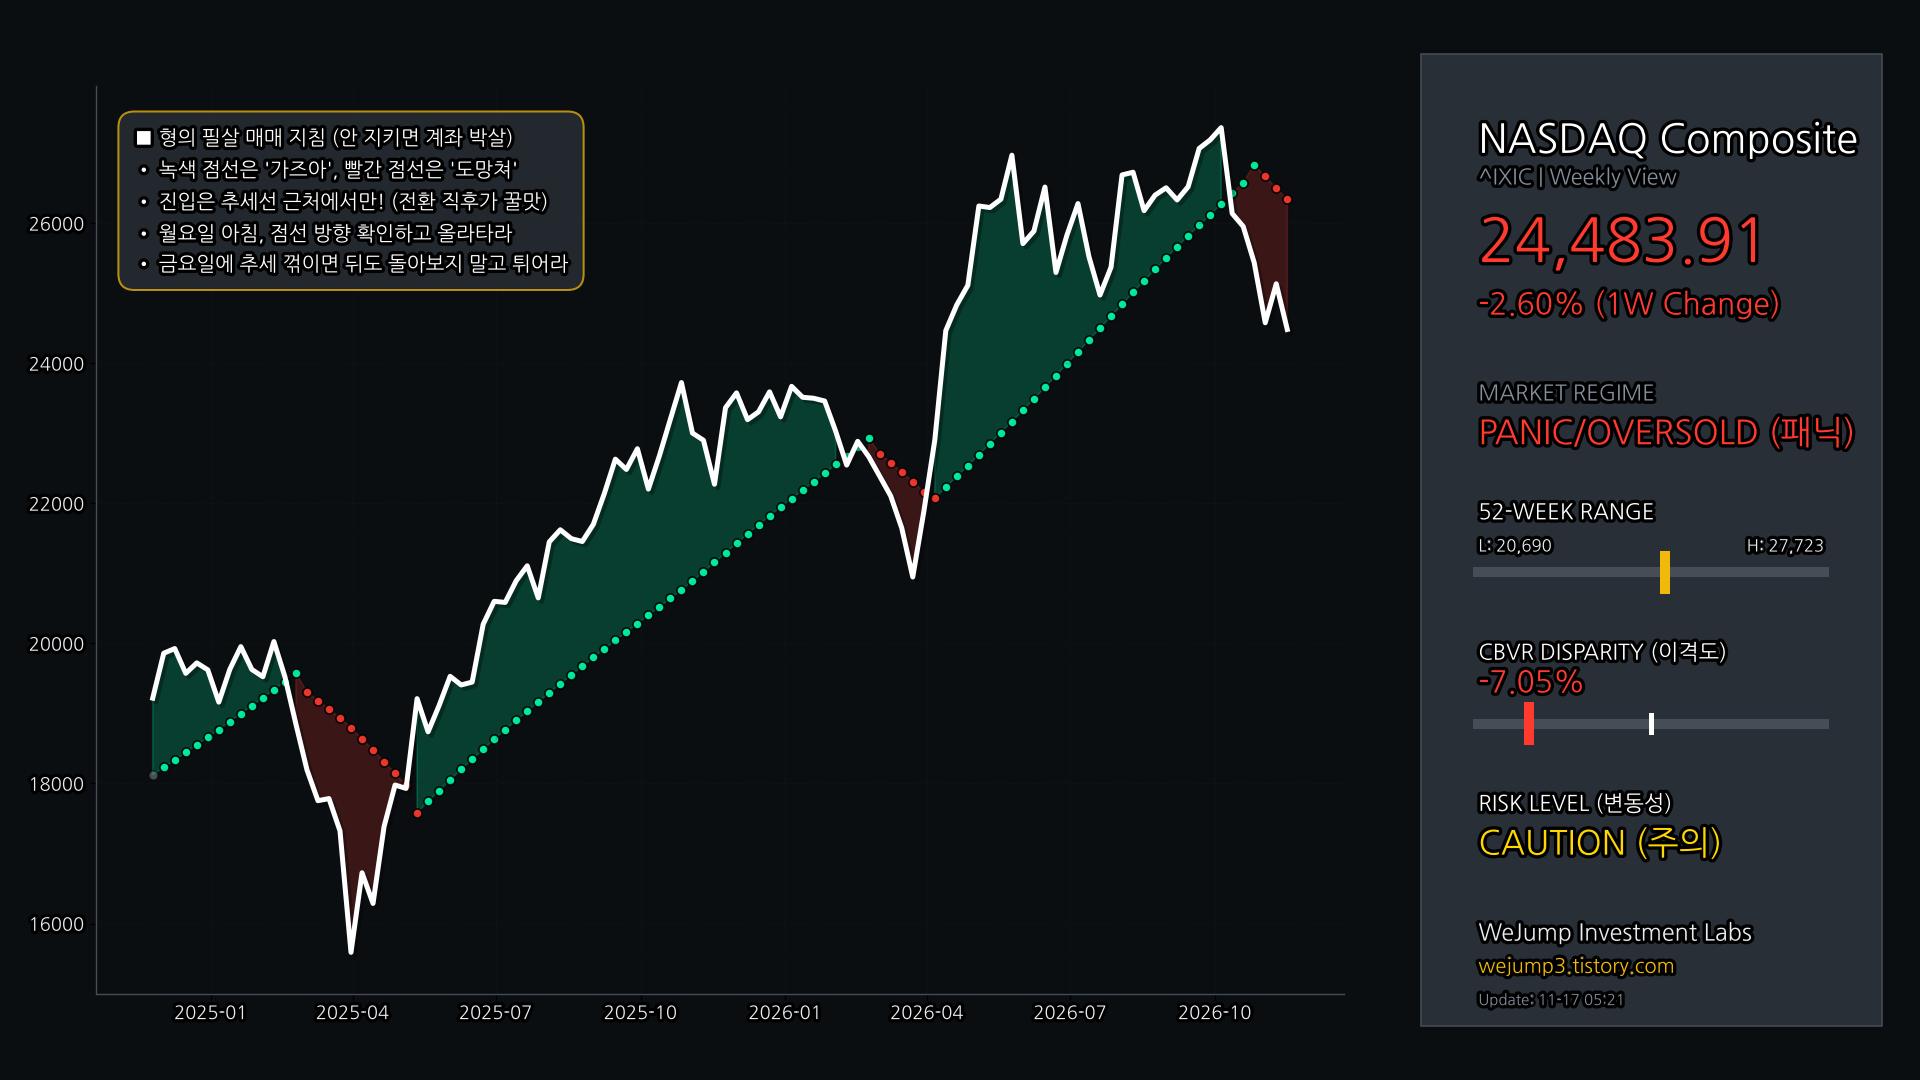 ■ 형의 필살 매매 지침 (안 지키면 계좌 박살)
• 녹색 점선은 '가즈아', 빨간 점선은 '도망쳐'
• 진입은 추세선 근처에서만! (전환 직후가 꿀맛)
• 월요일 아침, 점선 방향 확인하고 올라타라
• 금요일에 추세 꺾이면 뒤도 돌아보지 말고 튀어라
26000
24000
22000
20000
18000
16000
2025-01 2025-04 2025-07 2025-10 2026-01 2026-04 2026-07 2026-10
NASDAQ Composite
^IXIC | Weekly View
24,483.91
-2.60% (1W Change)
MARKET REGIME
PANIC/OVERSOLD (패닉)
52-WEEK RANGE
L: 20,690 H: 27,723
CBVR DISPARITY (이격도)
-7.05%
RISK LEVEL (변동성)
CAUTION (주의)
WeJump Investment Labs
wejump3.tistory.com
Update: 11-17 05:21